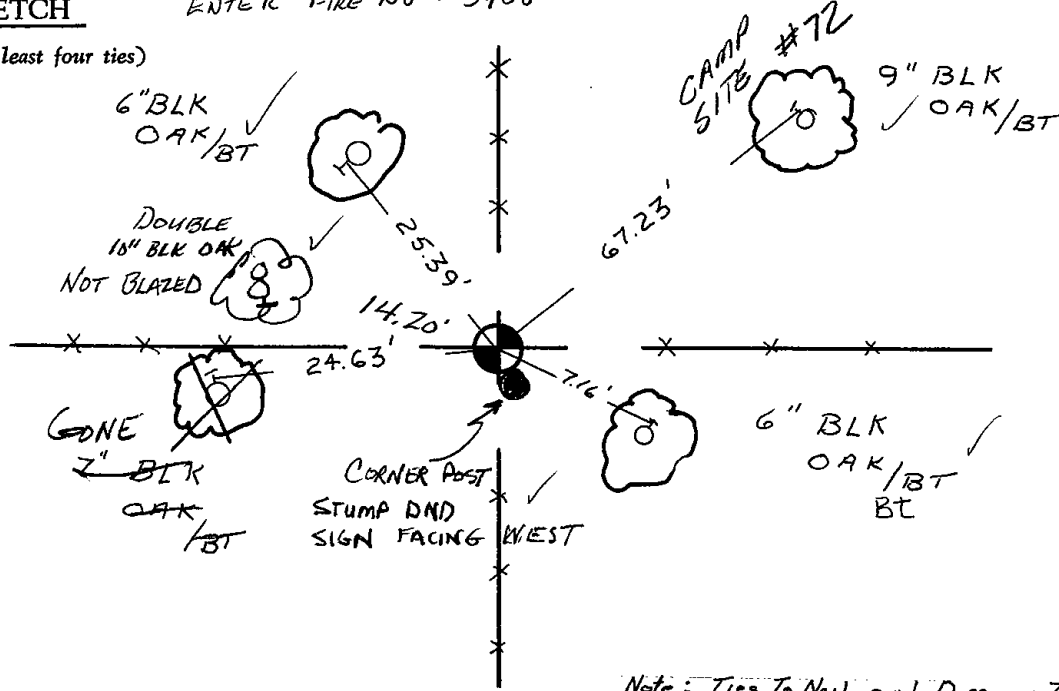 ETCH
ENTER FIRE NO
least four ties)
6" BLK
OAK/BT
CAMP
SITE #72
9" BLK
OAK/BT
DOUBLE
10" BLK OAK
NOT BLAZED
25.39'
67.23'
14.20'
24.63'
7.16'
GONE
7" BLK
OAK
/BT
CORNER POST
STUMP DND
SIGN FACING WEST
6" BLK
OAK/BT
Bt
Note: Ties To Nail and